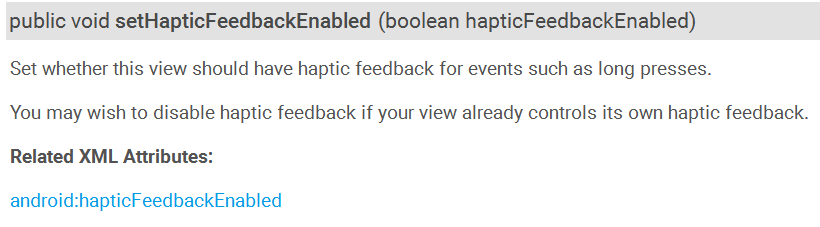 public void setHapticFeedbackEnabled (boolean hapticFeedbackEnabled)
Set whether this view should have haptic feedback for events such as long presses.
You may wish to disable haptic feedback if your view already controls its own haptic feedback.
Related XML Attributes:
android:hapticFeedbackEnabled